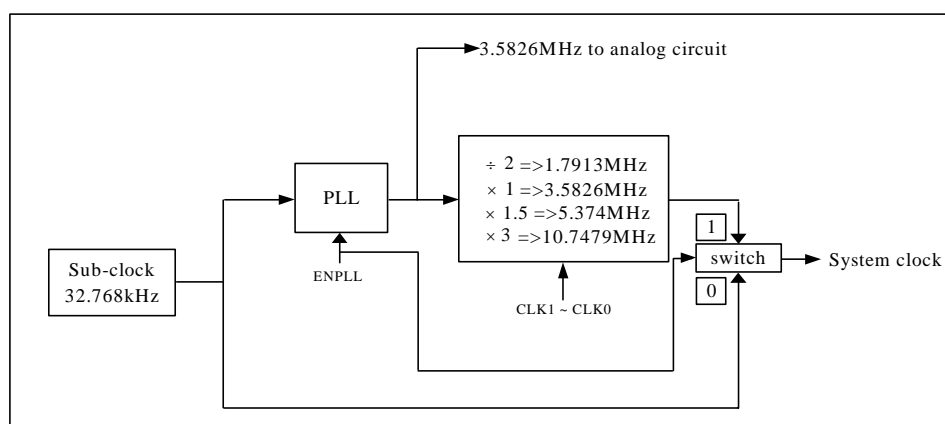 3.5826MHz to analog circuit
÷ 2 =>1.7913MHz
× 1 =>3.5826MHz
× 1.5 =>5.374MHz
× 3 =>10.7479MHz
PLL
1
switch
System clock
0
Sub-clock
32.768kHz
ENPLL
CLK1 ~ CLK0